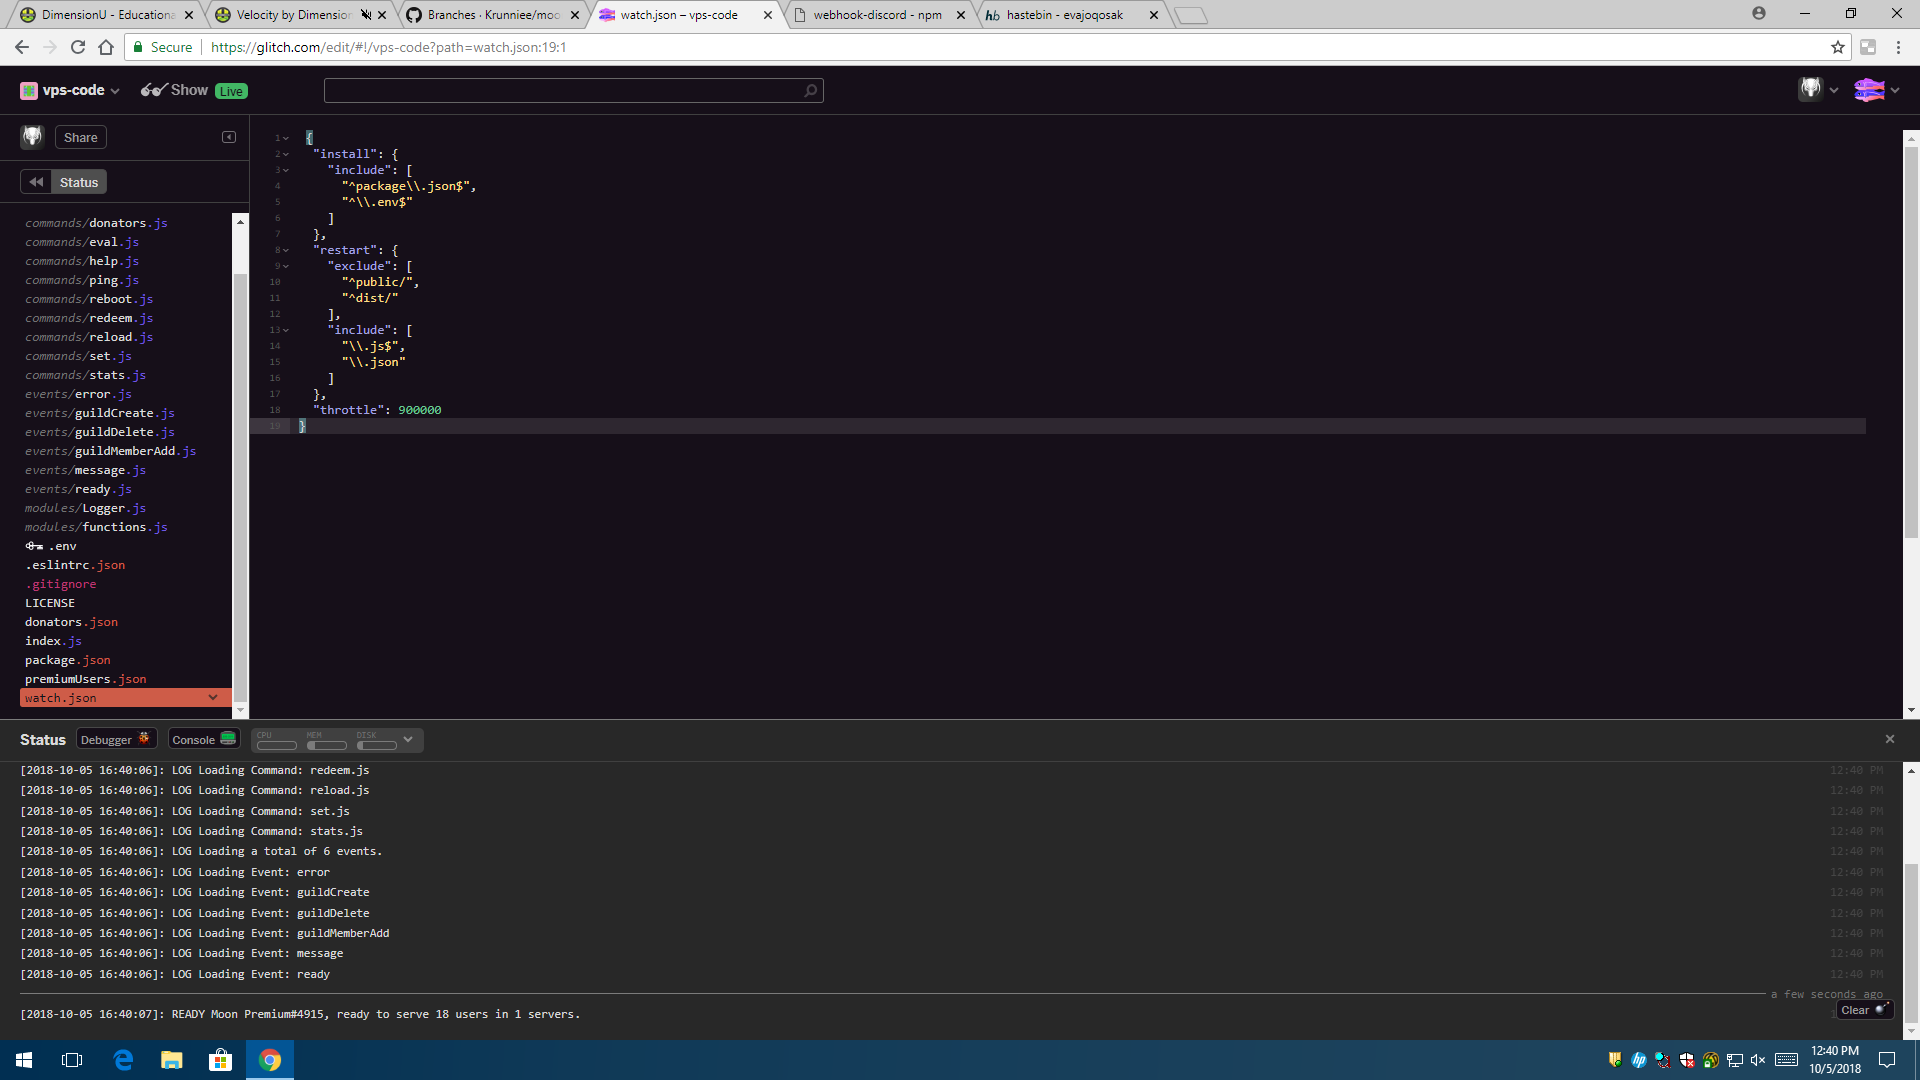 DimensionU - Educationa
Velocity by Dimension
Branches · Krunniee/moo
watch.json – vps-code
webhook-discord - npm
hb hastebin - evajoqosak
Secure
https://glitch.com/edit/#!/vps-code?path=watch.json:19:1
vps-code
Show
Live
Share
Status
commands/donators.js
commands/eval.js
commands/help.js
commands/ping.js
commands/reboot.js
commands/redeem.js
commands/reload.js
commands/set.js
commands/stats.js
events/error.js
events/guildCreate.js
events/guildDelete.js
events/guildMemberAdd.js
events/message.js
events/ready.js
modules/Logger.js
modules/functions.js
.env
.eslintrc.json
.gitignore
LICENSE
donators.json
index.js
package.json
premiumUsers.json
watch.json
1 {
2 "install": {
3 "include": [
4 "^package\\.json$",
5 "^\\.env$"
6 ]
7 },
8 "restart": {
9 "exclude": [
10 "^public/",
11 "^dist/"
12 ],
13 "include": [
14 "\\.js$",
15 "\\.json"
16 ]
17 },
18 "throttle": 900000
19 }
Status
Debugger
Console
CPU
MEM
DISK
[2018-10-05 16:40:06]: LOG Loading Command: redeem.js 12:40 PM
[2018-10-05 16:40:06]: LOG Loading Command: reload.js 12:40 PM
[2018-10-05 16:40:06]: LOG Loading Command: set.js 12:40 PM
[2018-10-05 16:40:06]: LOG Loading Command: stats.js 12:40 PM
[2018-10-05 16:40:06]: LOG Loading a total of 6 events. 12:40 PM
[2018-10-05 16:40:06]: LOG Loading Event: error 12:40 PM
[2018-10-05 16:40:06]: LOG Loading Event: guildCreate 12:40 PM
[2018-10-05 16:40:06]: LOG Loading Event: guildDelete 12:40 PM
[2018-10-05 16:40:06]: LOG Loading Event: guildMemberAdd 12:40 PM
[2018-10-05 16:40:06]: LOG Loading Event: message 12:40 PM
[2018-10-05 16:40:06]: LOG Loading Event: ready 12:40 PM
a few seconds ago
[2018-10-05 16:40:07]: READY Moon Premium#4915, ready to serve 18 users in 1 servers.
Clear
hp
12:40 PM
10/5/2018